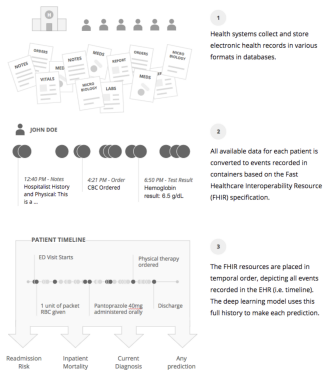 1
Health systems collect and store
electronic health records in various
formats in databases.
NOTES
ORDERS
MED
NOTES
MEDS
REPORT
ORDERS
MICRO
BIOLOGY
VITALS
MICRO
BIOLOGY
LABS
MEDS
JOHN DOE
12:40 PM - Notes
Hospitalist History
and Physical: This
is a ...
4:21 PM - Order
CBC Ordered
6:50 PM - Test Result
Hemoglobin
result: 6.5 g/dL
2
All available data for each patient is
converted to events recorded in
containers based on the Fast
Healthcare Interoperability Resource
(FHIR) specification.
PATIENT TIMELINE
ED Visit Starts
Physical therapy
ordered
1 unit of packet
RBC given
Pantoprazole 40mg
administered orally
Discharge
3
The FHIR resources are placed in
temporal order, depicting all events
recorded in the EHR (i.e. timeline).
The deep learning model uses this
full history to make each prediction.
Readmission
Risk
Inpatient
Mortality
Current
Diagnosis
Any
prediction